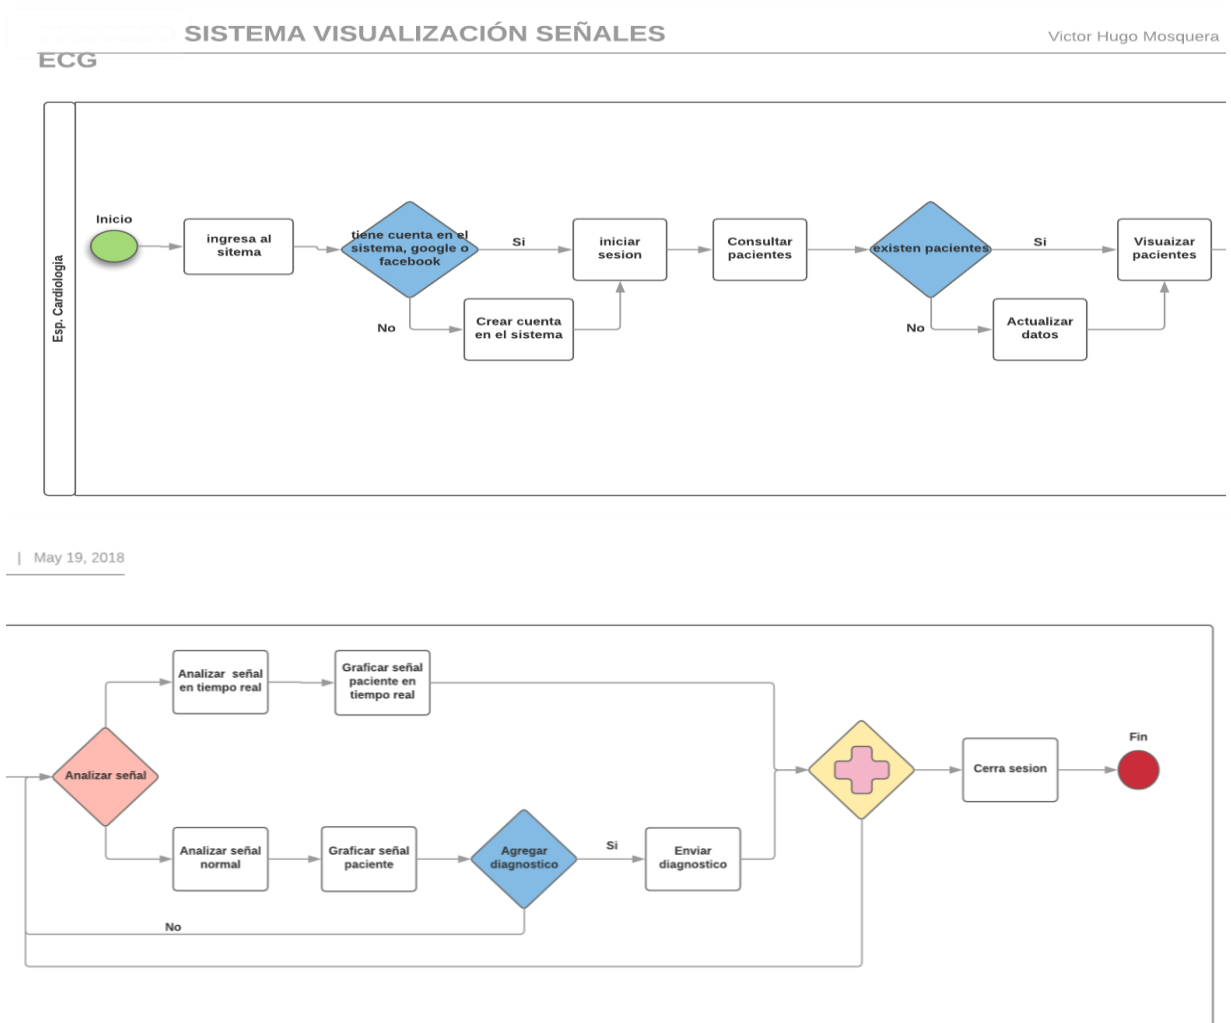 SISTEMA VISUALIZACIÓN SEÑALES
ECG
Victor Hugo Mosquera
Esp. Cardiologia
Inicio
ingresa al
sitema
tiene cuenta en el
sistema, google o
facebook
Si
No
Crear cuenta
en el sistema
iniciar
sesion
Consultar
pacientes
existen pacientes
Si
No
Actualizar
datos
Visuaizar
pacientes
| May 19, 2018
Analizar señal
Analizar señal
en tiempo real
Graficar señal
paciente en
tiempo real
Analizar señal
normal
Graficar señal
paciente
Agregar
diagnostico
Si
No
Enviar
diagnostico
Cerra sesion
Fin